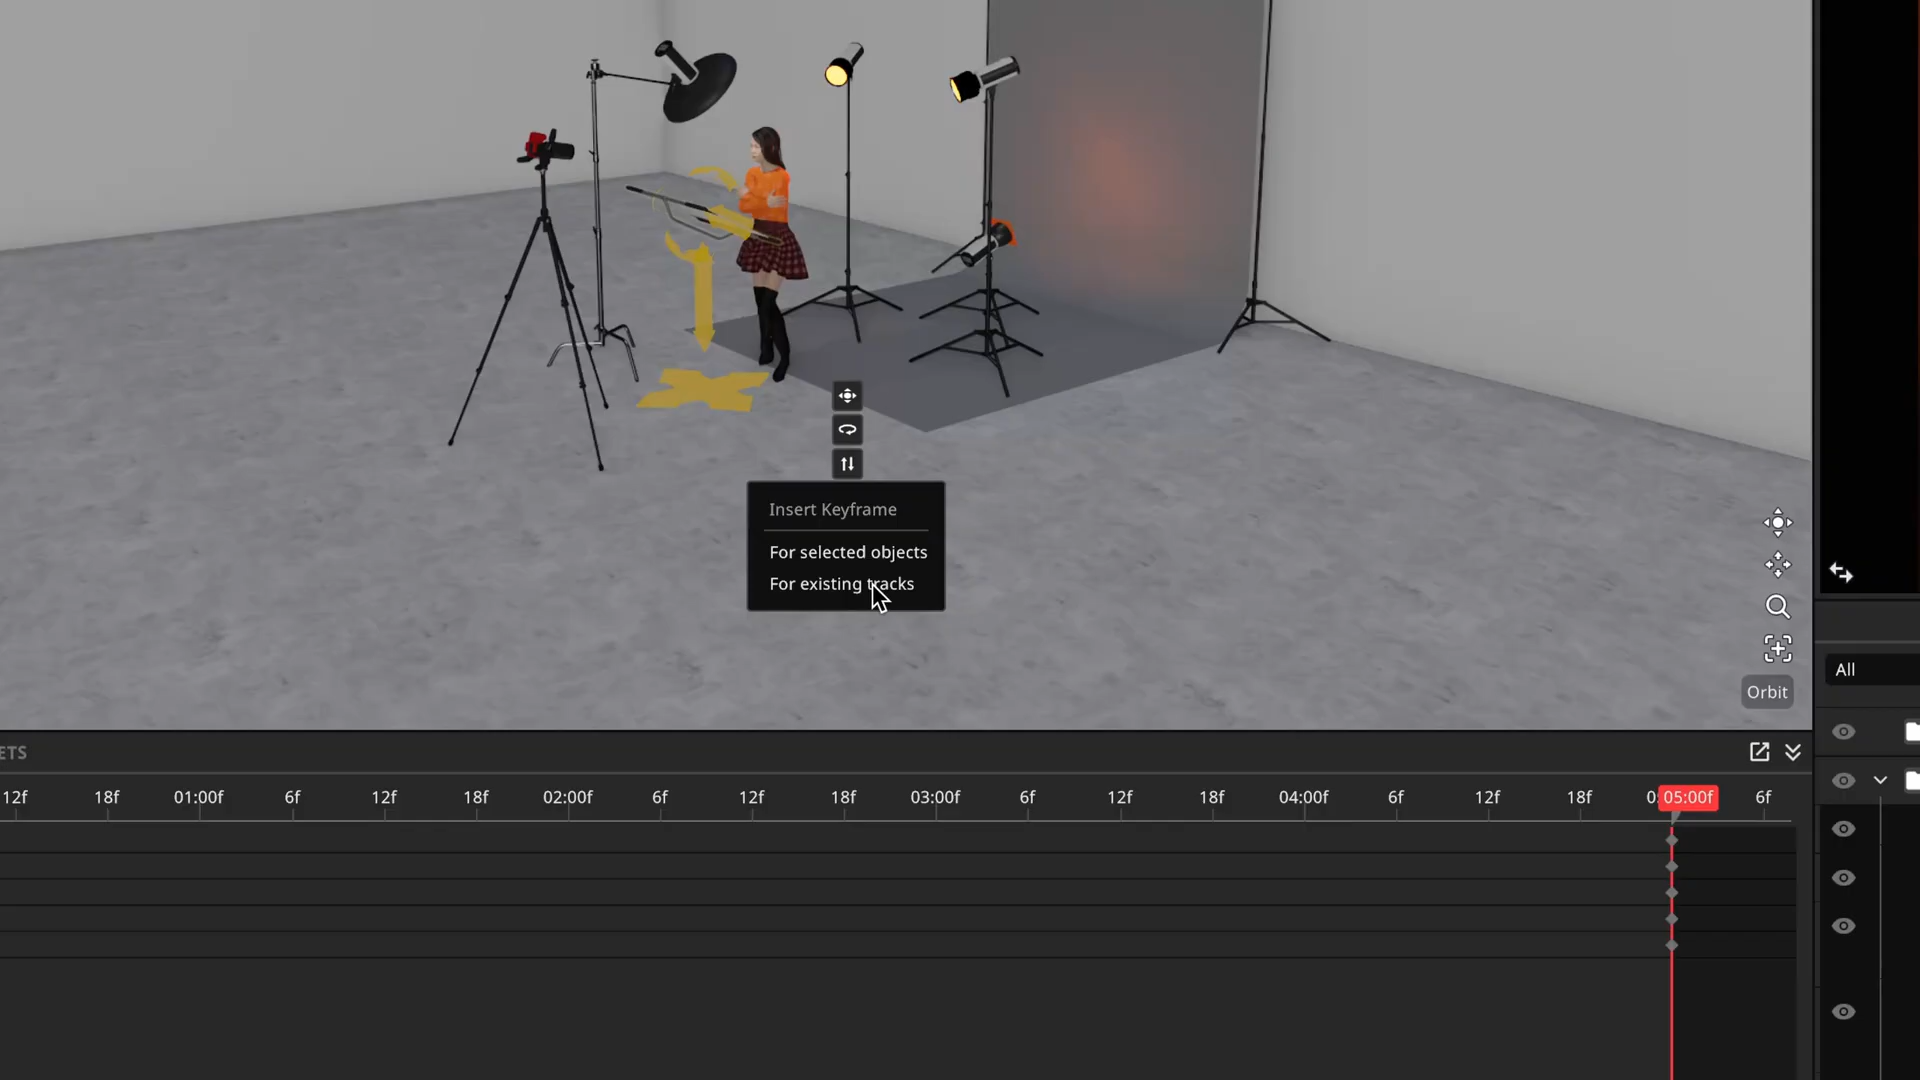 Insert Keyframe
For selected objects
For existing tracks
Orbit
All
ETS
12f 18f 01:00f 6f 12f 18f 02:00f 6f 12f 18f 03:00f 6f 12f 18f 04:00f 6f 12f 18f 05:00f 6f